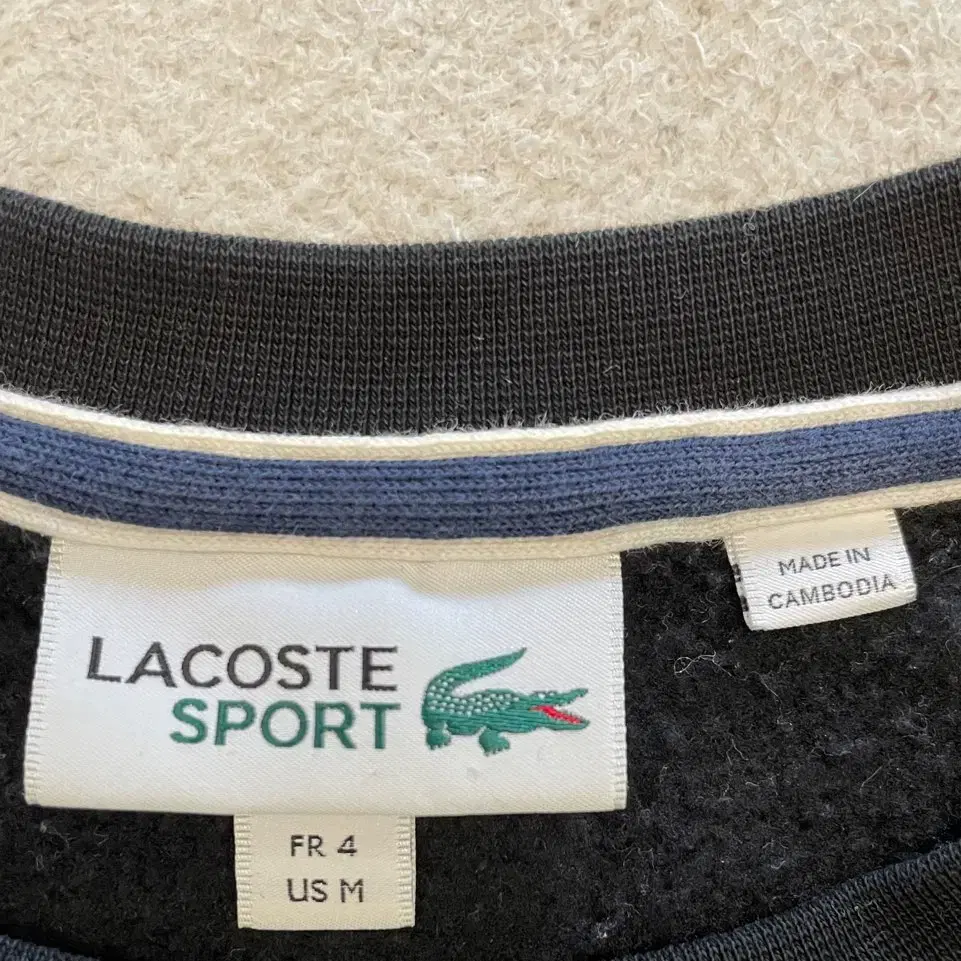 LACOSTE
SPORT
FR 4
US M
MADE IN
CAMBODIA